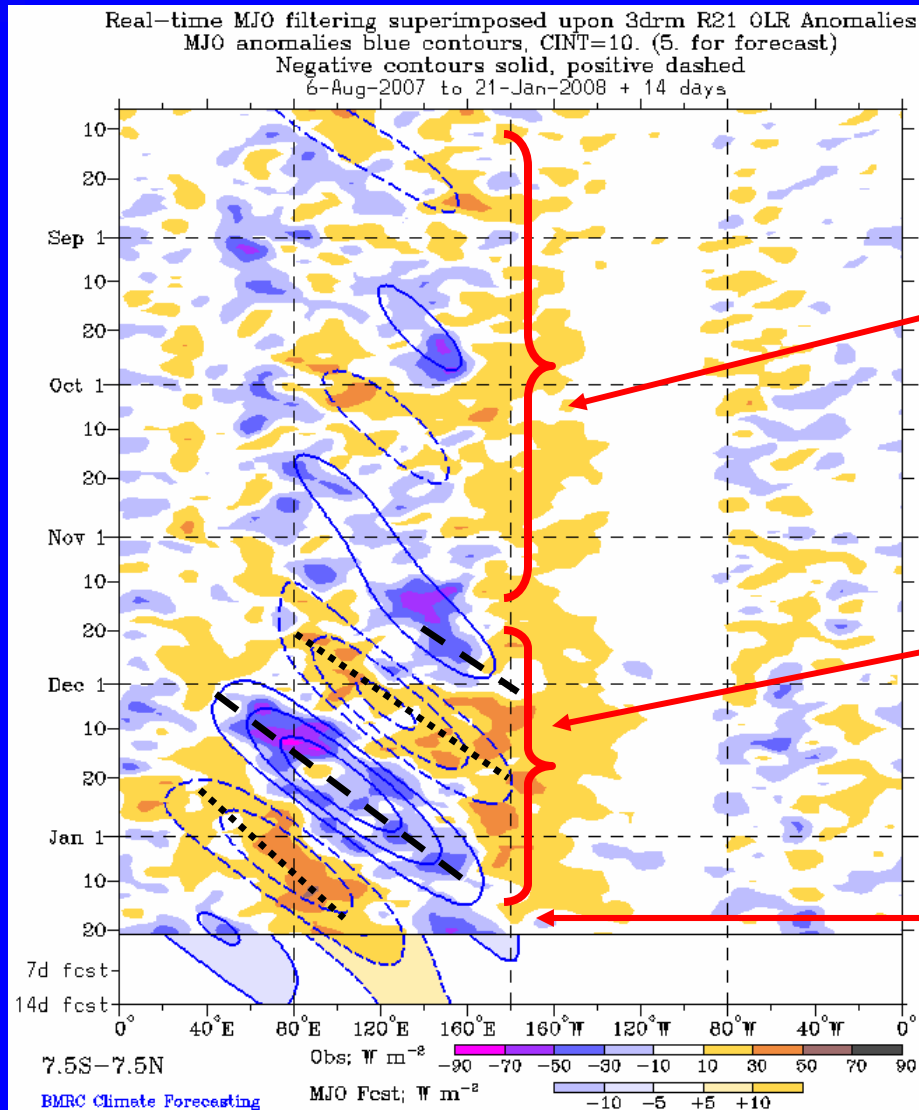 Real-time MJO filtering superimposed upon 3drm R21 OLR Anomalies
MJO anomalies blue contours, CINT=10. (5. for forecast)
Negative contours solid, positive dashed
6-Aug-2007 to 21-Jan-2008 + 14 days
10
20
Sep 1
10
20
Oct 1
10
20
Nov 1
10
20
Dec 1
10
20
Jan 1
10
20
7d fcst
14d fcst
0° 40°E 80°E 120°E 160°E 160°W 120°W 80°W 40°W 0°
7.5S-7.5N
Obs; W m⁻²
-90 -70 -50 -30 -10 10 30 50 70 90
BMRC Climate Forecasting
MJO Fcst; W m⁻²
-10 -5 +5 +10